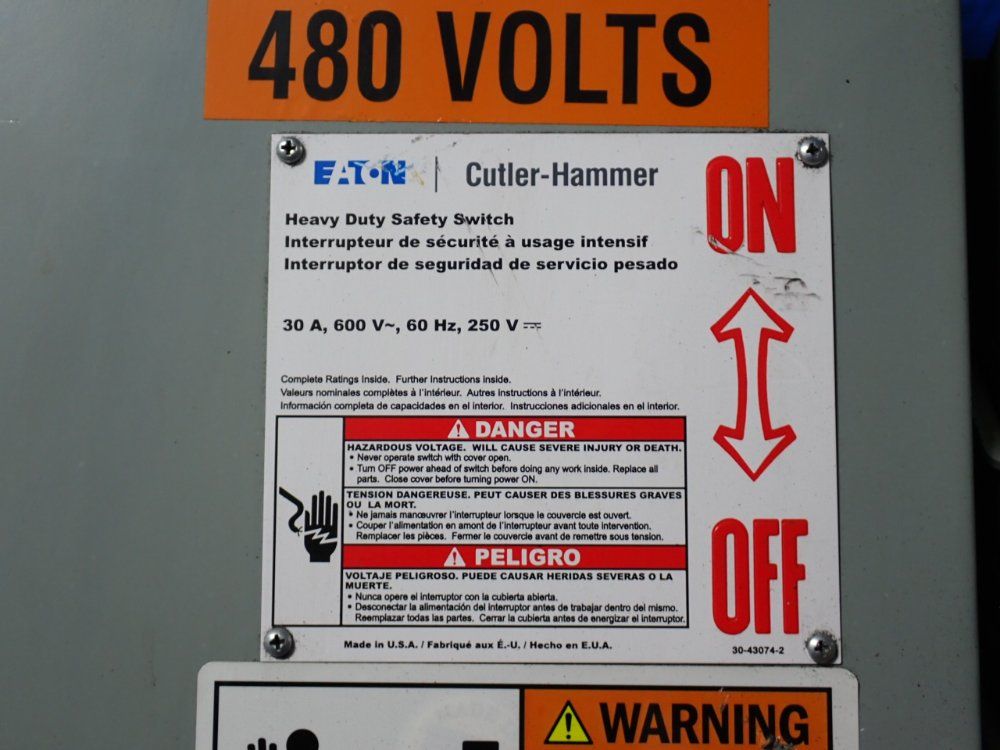 480 VOLTS
EATON | Cutler-Hammer
ON
Heavy Duty Safety Switch
Interrupteur de sécurité à usage intensif
Interruptor de seguridad de servicio pesado
30 A, 600 V~, 60 Hz, 250 V ⎓
Complete Ratings Inside. Further Instructions Inside.
Valeurs nominales complètes à l'intérieur. Autres instructions à l'intérieur.
Información completa de capacidades en el interior. Instrucciones adicionales en el interior.
⚠ DANGER
HAZARDOUS VOLTAGE. WILL CAUSE SEVERE INJURY OR DEATH.
• Never operate switch with cover open.
• Turn OFF power ahead of switch before doing any work inside. Replace all
parts. Close cover before turning power ON.
TENSION DANGEREUSE. PEUT CAUSER DES BLESSURES GRAVES
OU LA MORT.
• Ne jamais manœuvrer l'interrupteur lorsque le couvercle est ouvert.
• Couper l'alimentation en amont de l'interrupteur avant toute intervention.
Remplacer les pièces. Fermer le couvercle avant de remettre sous tension.
⚠ PELIGRO
VOLTAJE PELIGROSO. PUEDE CAUSAR HERIDAS SEVERAS O LA
MUERTE.
• Nunca opere el interruptor con la cubierta abierta.
• Desconectar la alimentación del interruptor antes de trabajar dentro del mismo.
Reemplazar todas las partes. Cerrar la cubierta antes de energizar el interruptor.
OFF
Made in U.S.A. / Fabriqué aux É.-U. / Hecho en E.U.A.
30-43074-2
⚠ WARNING